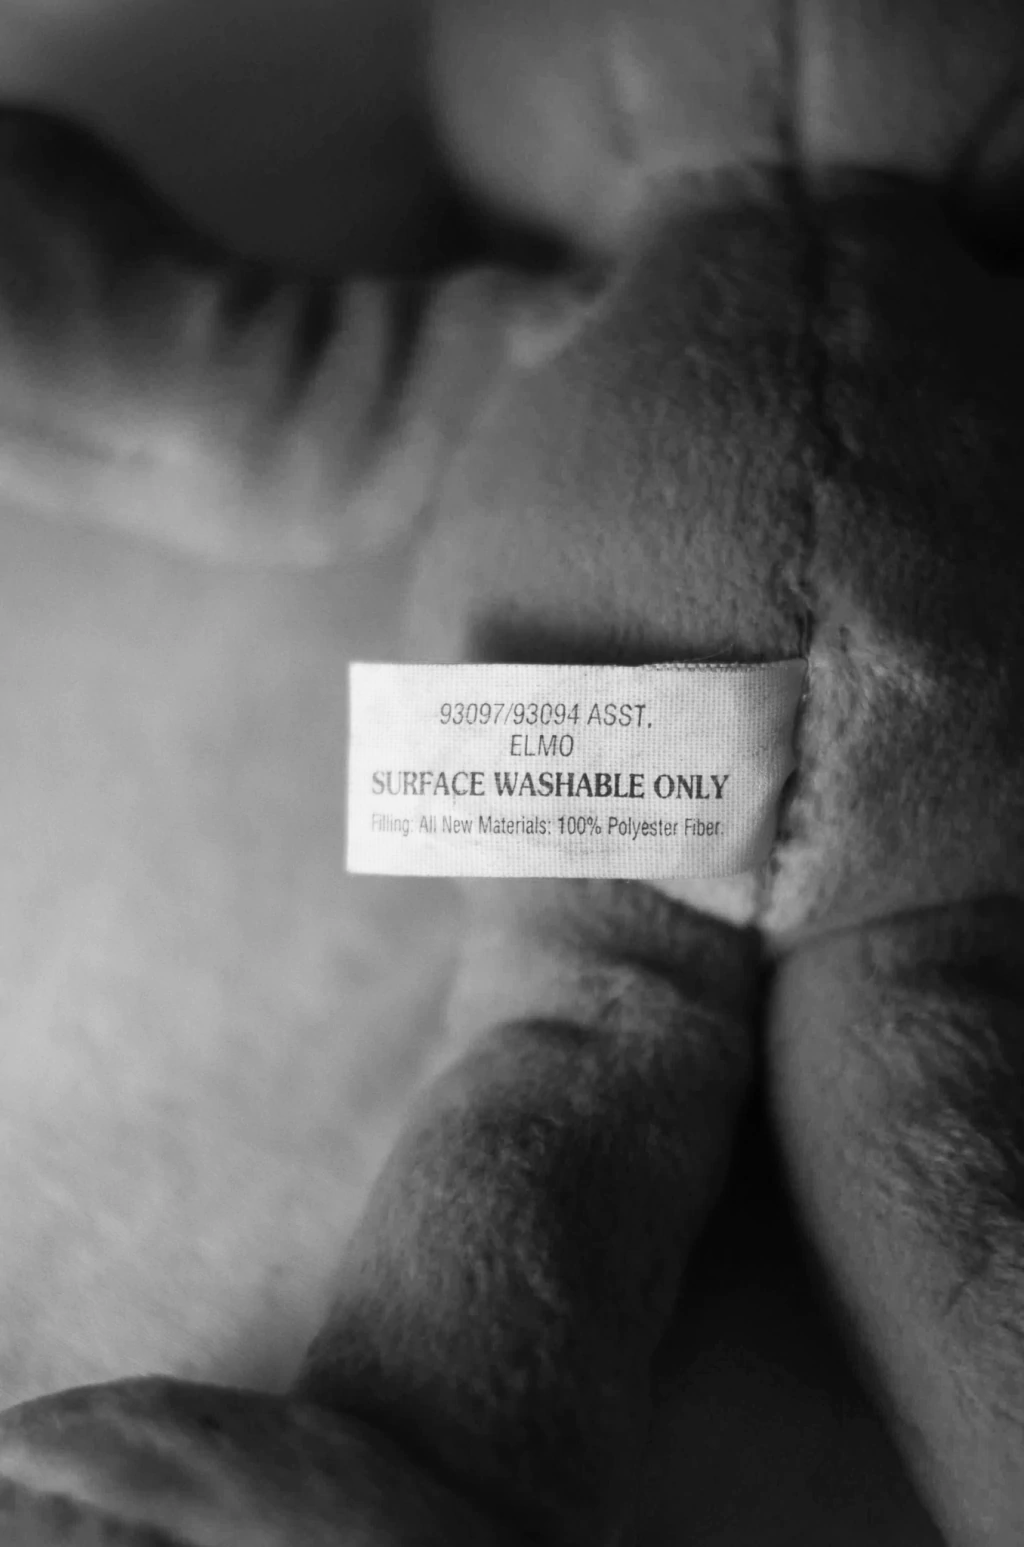 93097/93094 ASST.
ELMO
SURFACE WASHABLE ONLY
Filling: All New Materials: 100% Polyester Fiber.